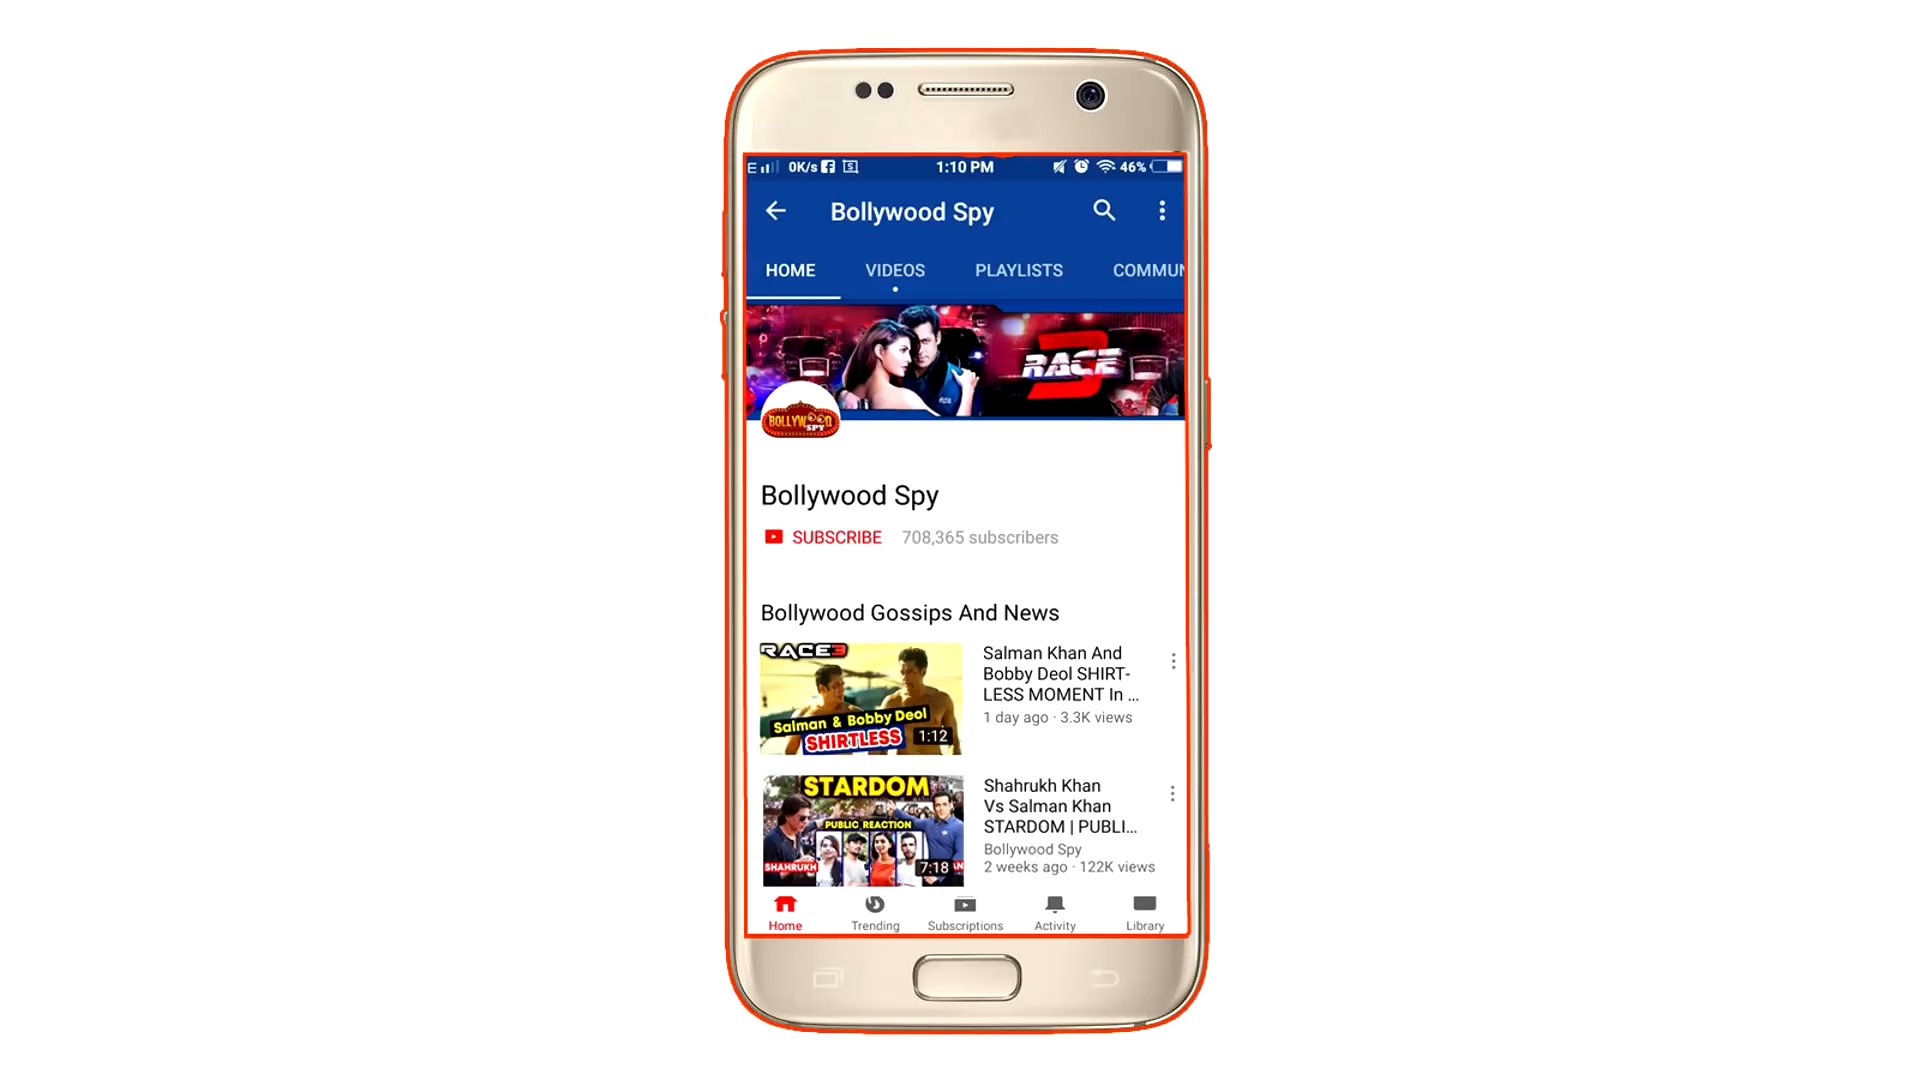 E 0K/s 1:10 PM 46%
Bollywood Spy
HOME VIDEOS PLAYLISTS COMMUN
RACE 3
BOLLYWOOD
SPY
Bollywood Spy
SUBSCRIBE 708,365 subscribers
Bollywood Gossips And News
RACE3
Salman & Bobby Deol
SHIRTLESS
1:12
Salman Khan And
Bobby Deol SHIRT-
LESS MOMENT In ...
1 day ago · 3.3K views
STARDOM
PUBLIC REACTION
SHAHRUKH
7:18
AN
Shahrukh Khan
Vs Salman Khan
STARDOM | PUBLI...
Bollywood Spy
2 weeks ago · 122K views
Home Trending Subscriptions Activity Library